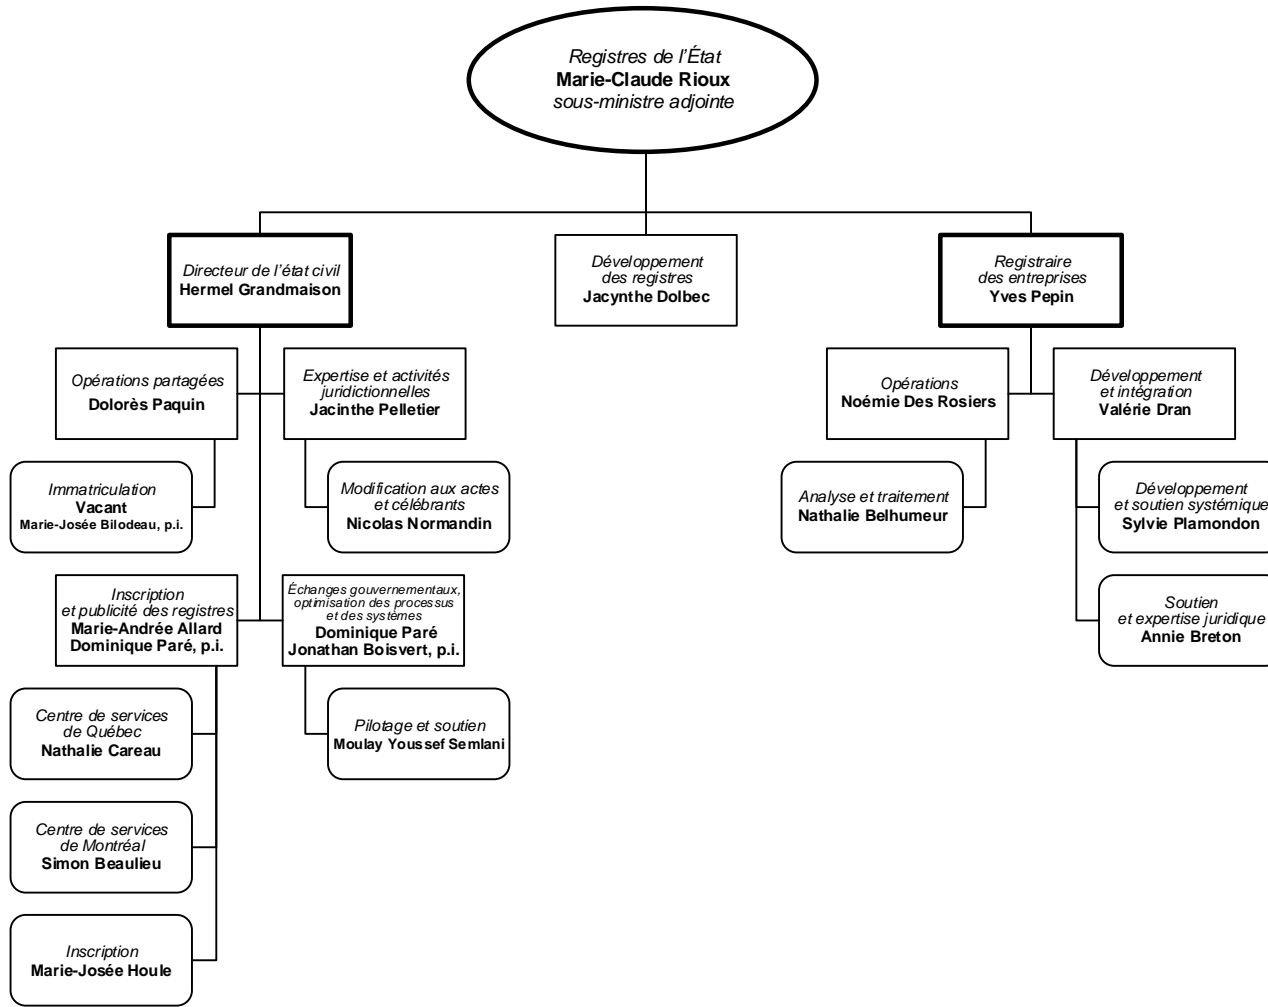 Registres de l'État
Marie-Claude Rioux
sous-ministre adjointe
Directeur de l'état civil
Hermel Grandmaison
Développement
des registres
Jacynthe Dolbec
Registraire
des entreprises
Yves Pepin
Opérations partagées
Dolorès Paquin
Expertise et activités
juridictionnelles
Jacinthe Pelletier
Opérations
Noémie Des Rosiers
Développement
et intégration
Valérie Dran
Immatriculation
Vacant
Marie-Josée Bilodeau, p.i.
Modification aux actes
et célébrants
Nicolas Normandin
Analyse et traitement
Nathalie Belhumeur
Développement
et soutien systémique
Sylvie Plamondon
Inscription
et publicité des registres
Marie-Andrée Allard
Dominique Paré, p.i.
Échanges gouvernementaux,
optimisation des processus
et des systèmes
Dominique Paré
Jonathan Boisvert, p.i.
Soutien
et expertise juridique
Annie Breton
Centre de services
de Québec
Nathalie Careau
Pilotage et soutien
Moulay Youssef Semlani
Centre de services
de Montréal
Simon Beaulieu
Inscription
Marie-Josée Houle